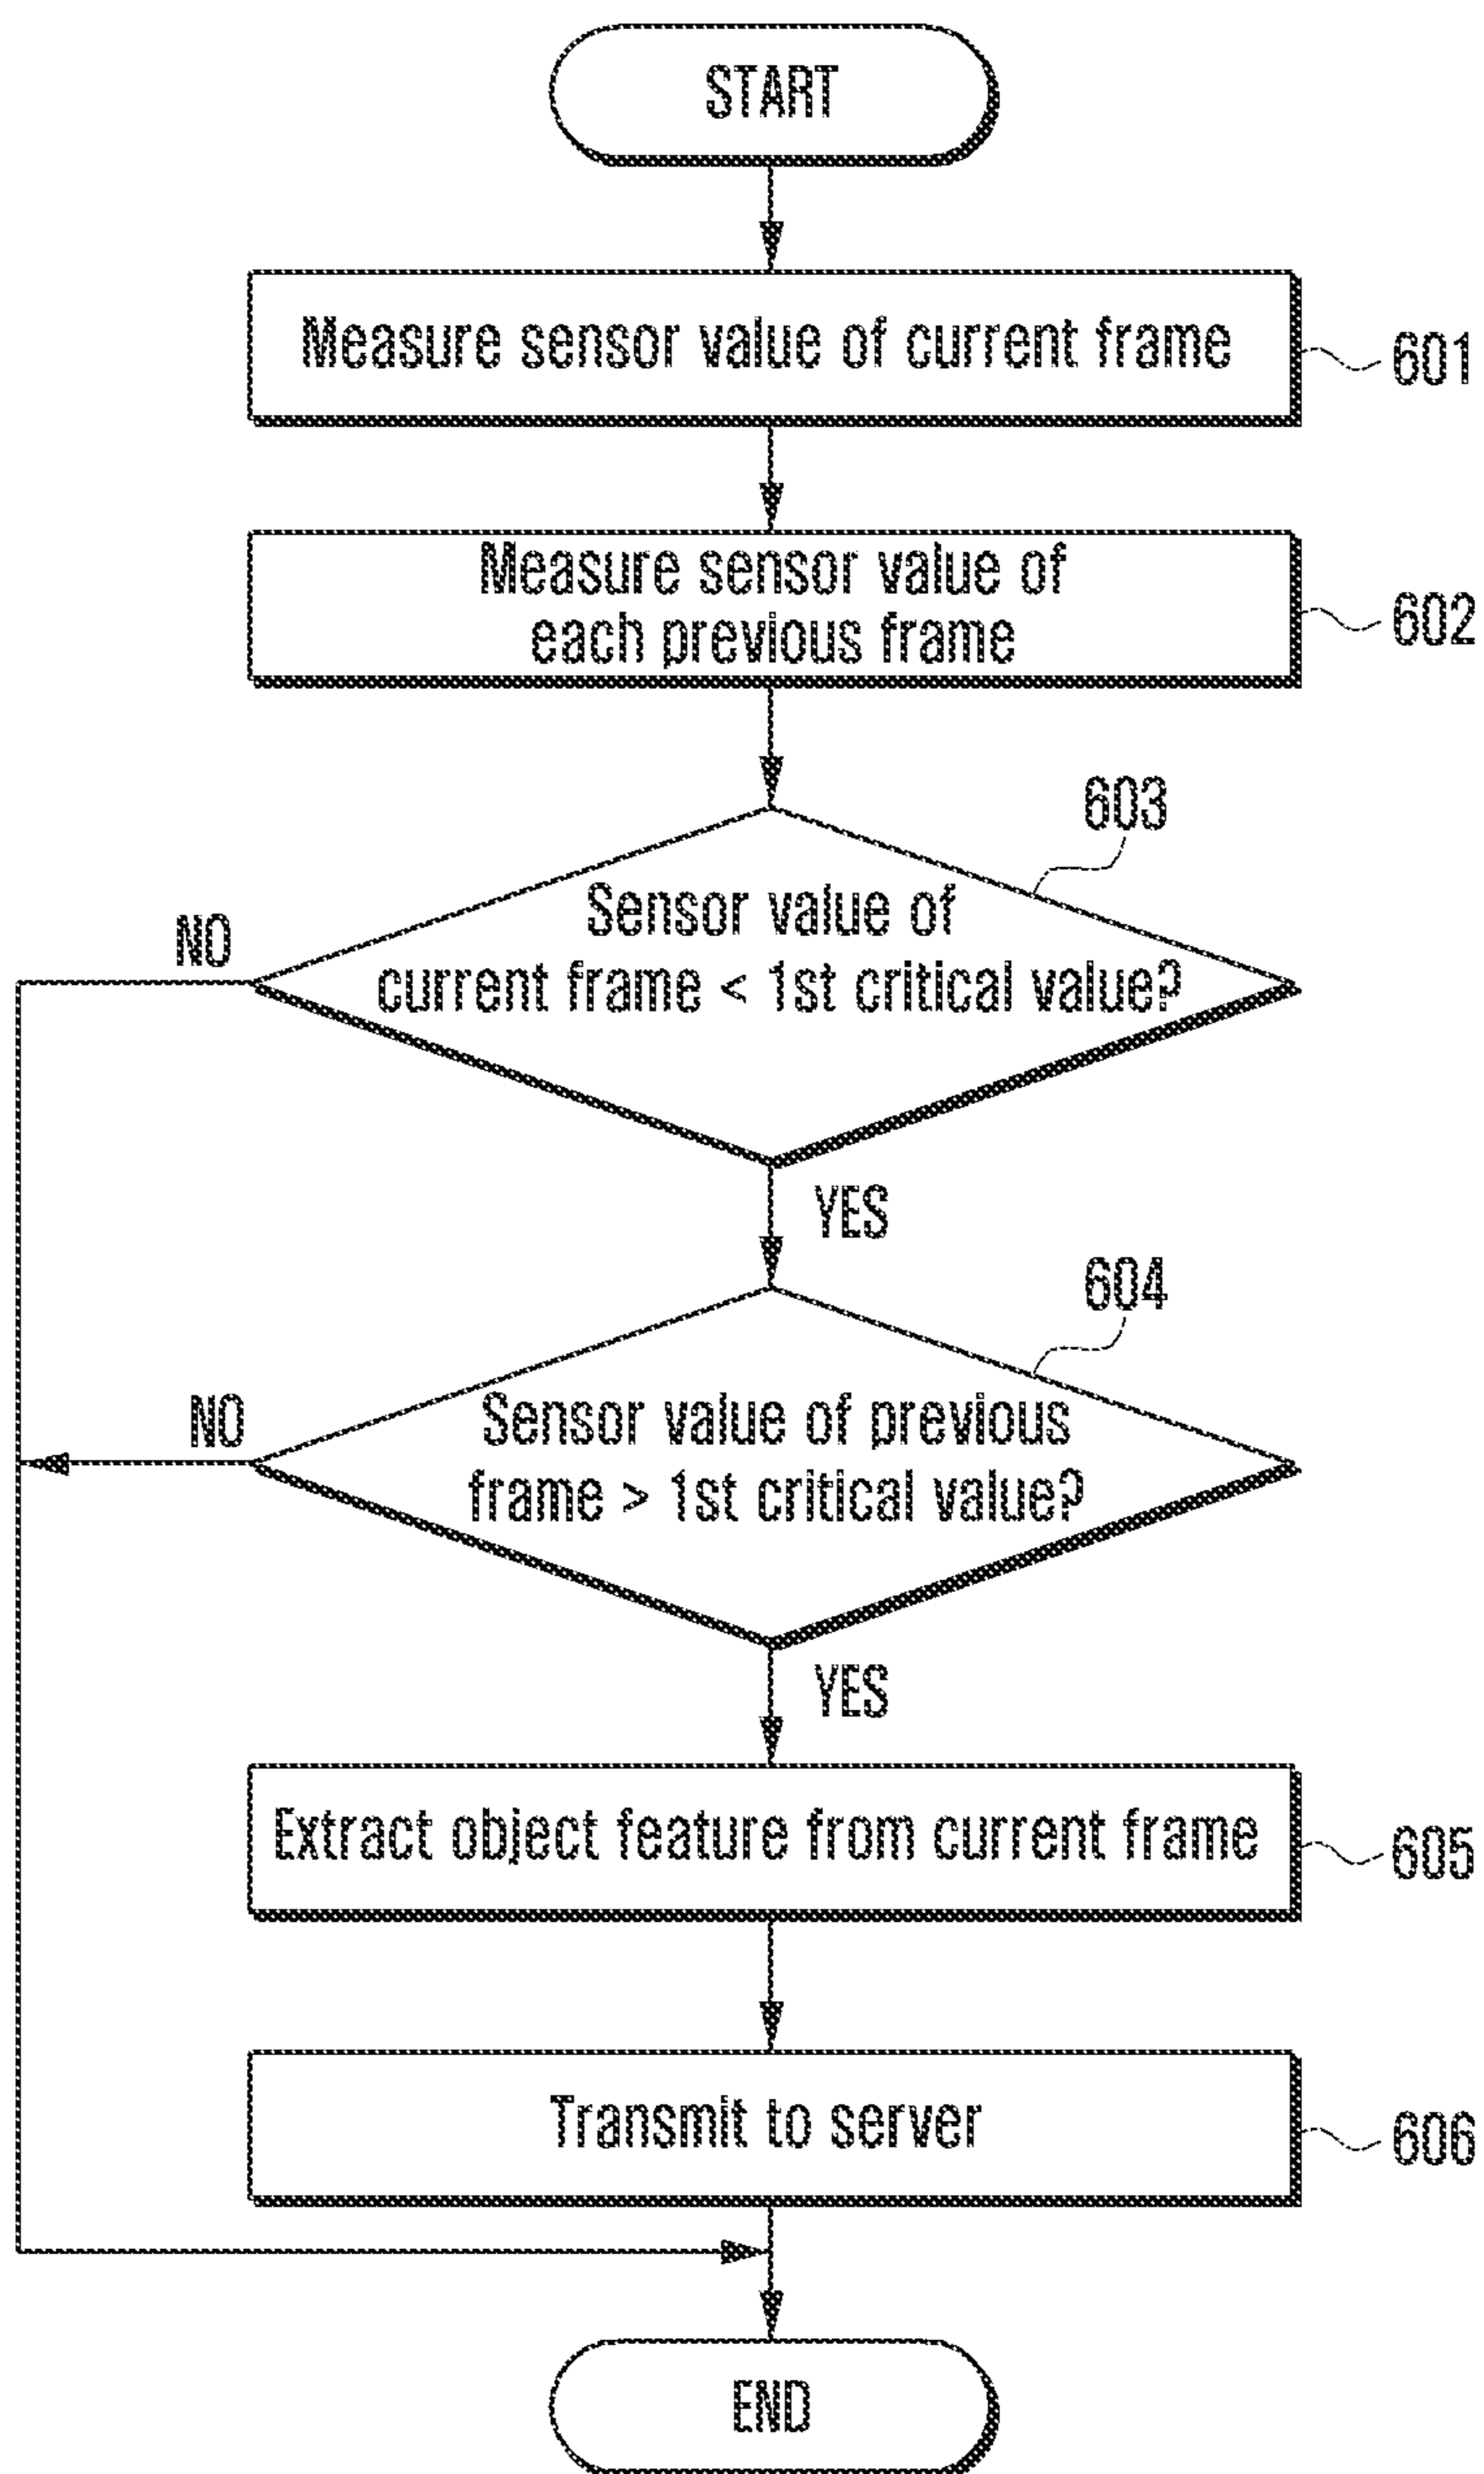 START
Measure sensor value of current frame
601
Measure sensor value of
each previous frame
602
603
Sensor value of
current frame < 1st critical value?
NO
YES
604
Sensor value of previous
frame > 1st critical value?
NO
YES
Extract object feature from current frame
605
Transmit to server
606
END